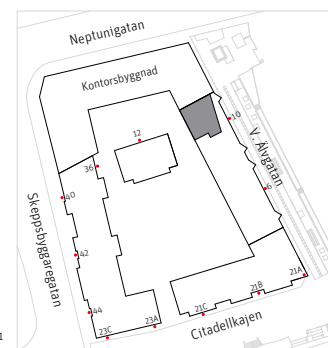 Neptunigatan
Kontorsbyggnad
12
10
V. Älvgatan
36
6
40
Skeppsbyggaregatan
42
21A
21B
44
21C
23A
23C
Citadellkajen
1